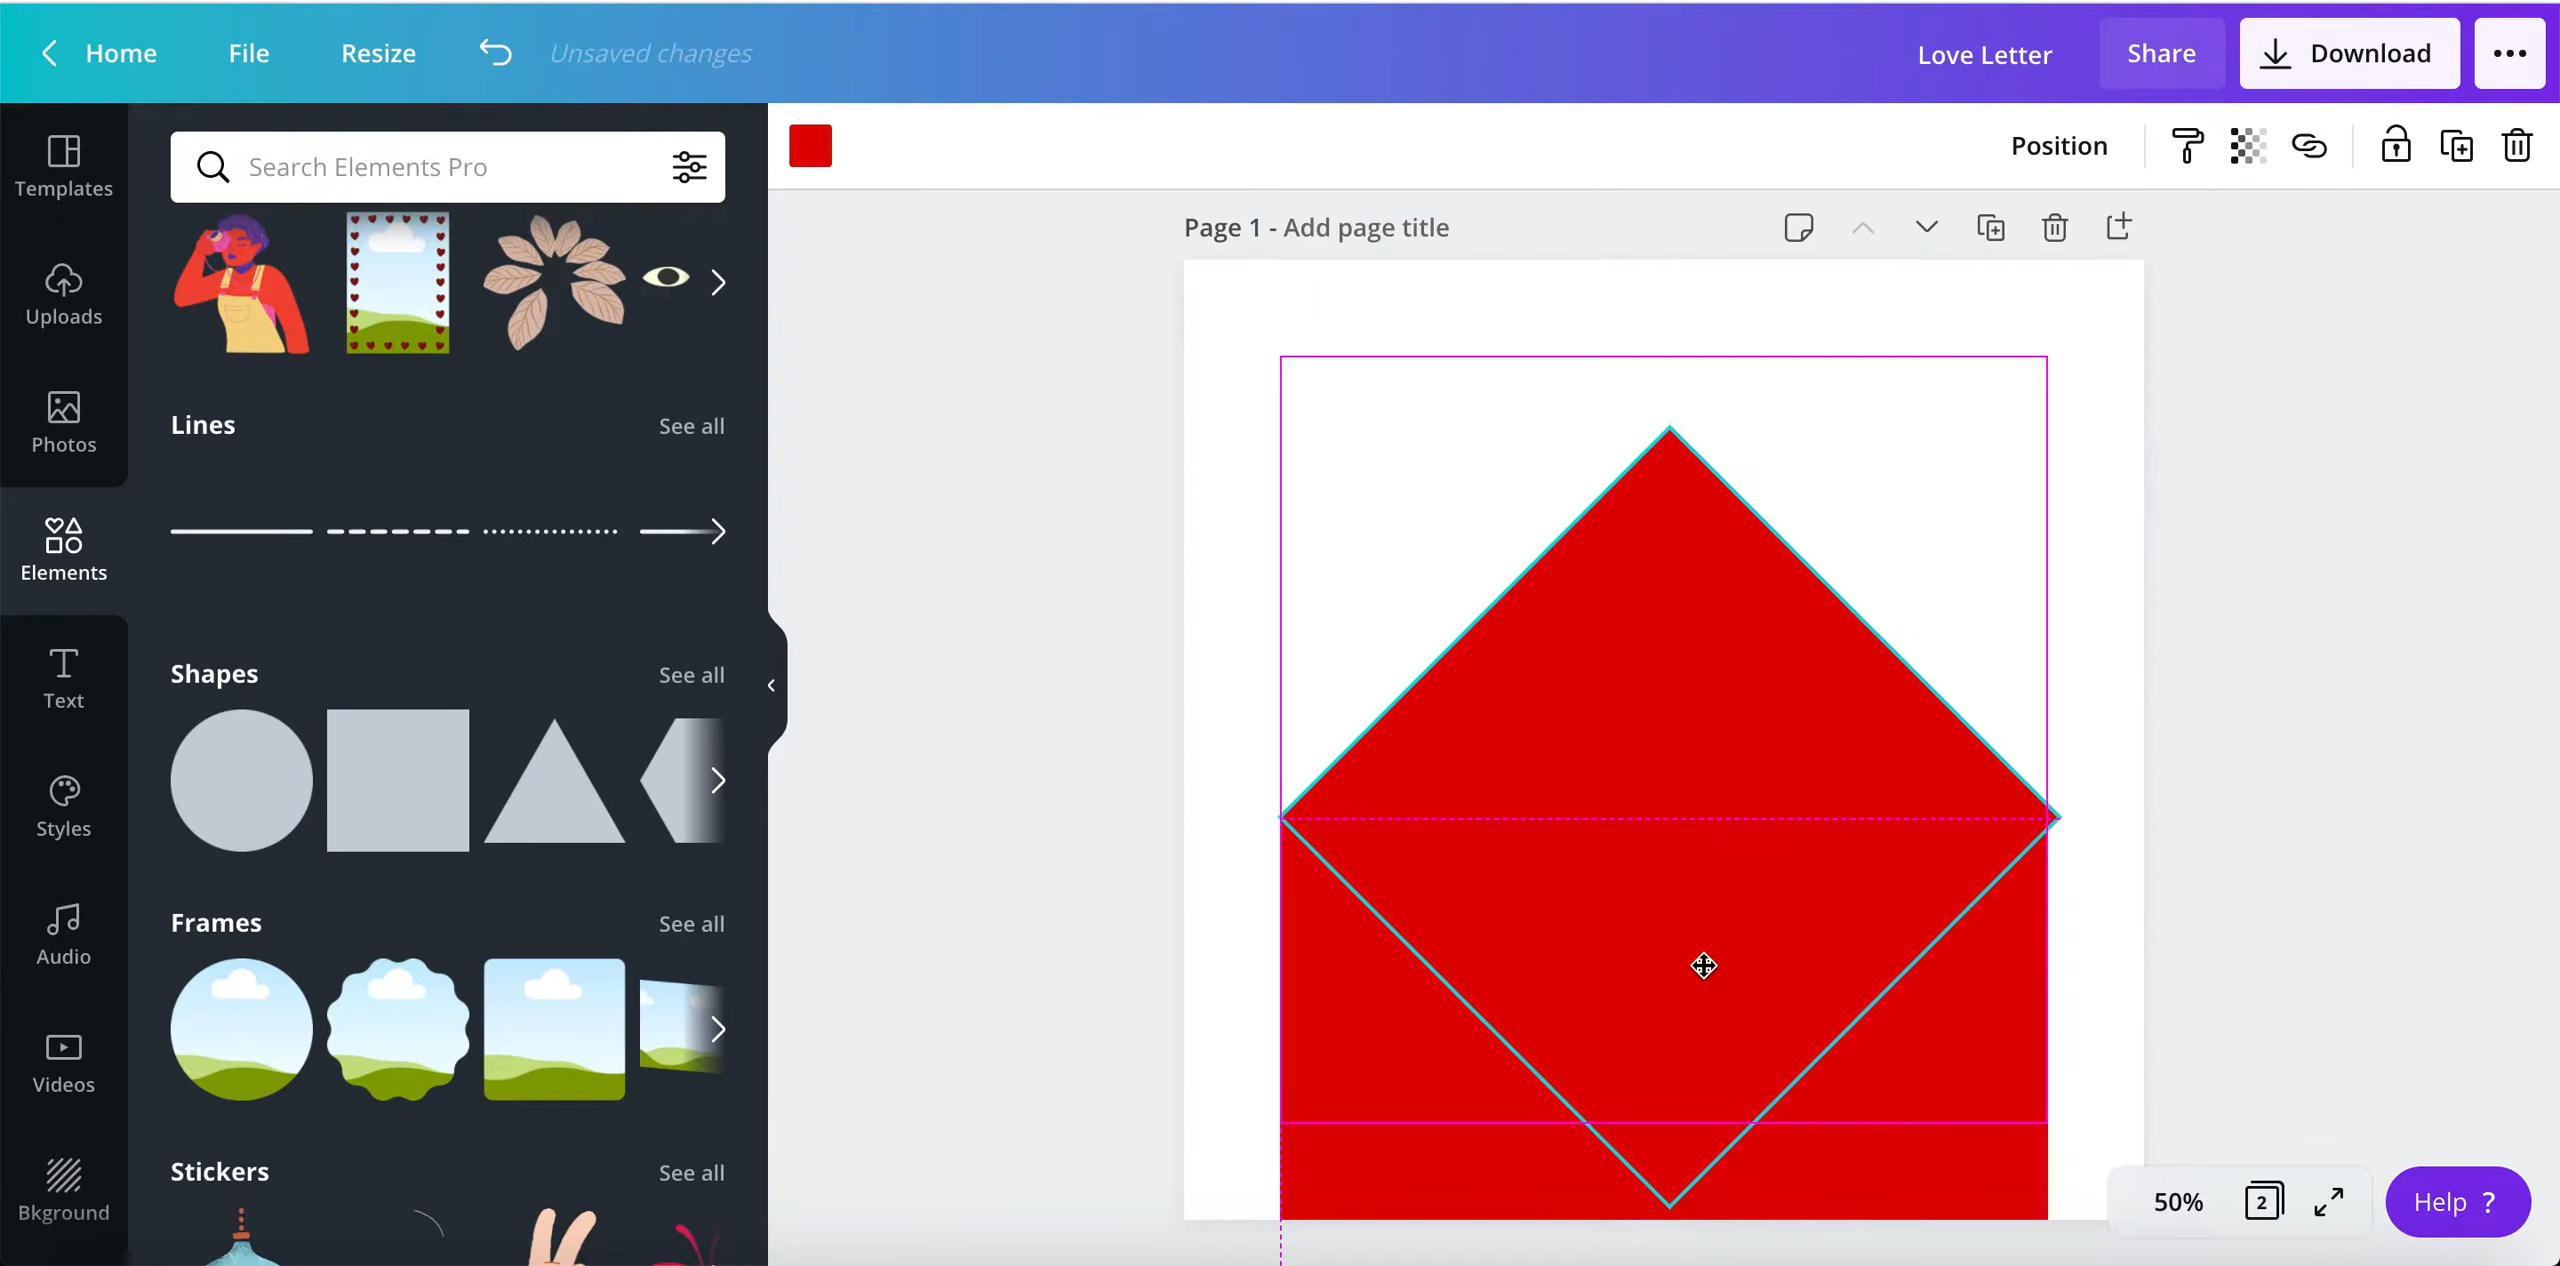 Home File Resize Unsaved changes Love Letter Share Download
Search Elements Pro
Position
Templates
Uploads
Photos
Elements
Text
Styles
Audio
Videos
Bkground
Lines See all
Shapes See all
Frames See all
Stickers See all
Page 1 - Add page title
50% 2 Help ?